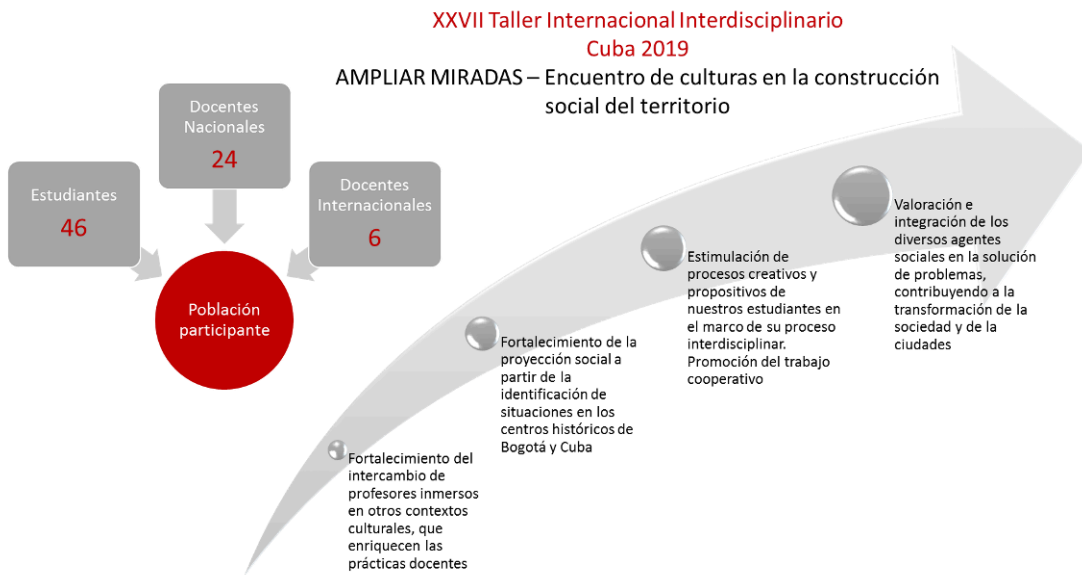 XXVII Taller Internacional Interdisciplinario
Cuba 2019
AMPLIAR MIRADAS – Encuentro de culturas en la construcción
social del territorio
Docentes
Nacionales
24
Estudiantes
46
Docentes
Internacionales
6
Población
participante
Fortalecimiento del
intercambio de
profesores inmersos
en otros contextos
culturales, que
enriquecen las
prácticas docentes
Fortalecimiento de la
proyección social a
partir de la
identificación de
situaciones en los
centros históricos de
Bogotá y Cuba
Estimulación de
procesos creativos y
propositivos de
nuestros estudiantes en
el marco de su proceso
interdisciplinar.
Promoción del trabajo
cooperativo
Valoración e
integración de los
diversos agentes
sociales en la solución
de problemas,
contribuyendo a la
transformación de la
sociedad y de la
ciudades